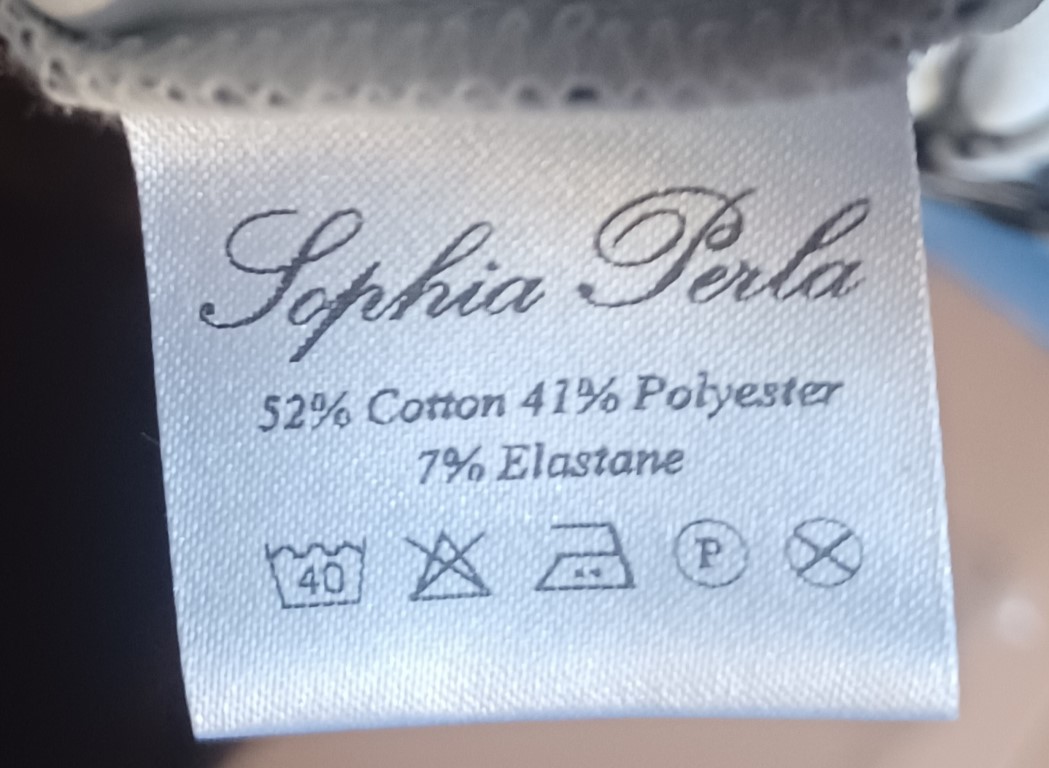 Sophia Perla
52% Cotton 41% Polyester
7% Elastane
40 P